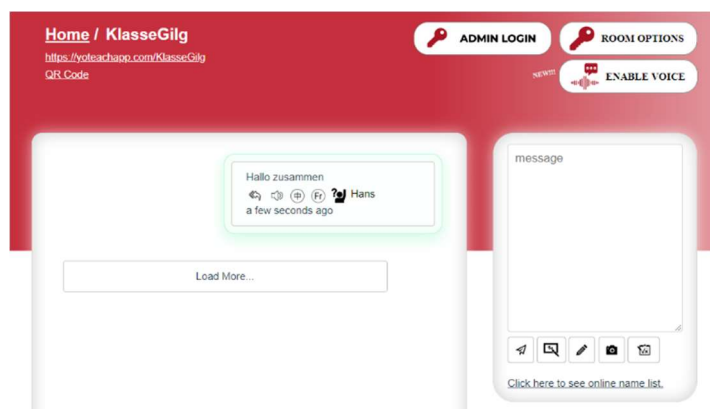 Home / KlasseGilg
https://yoteachapp.com/KlasseGilg
QR Code
ADMIN LOGIN
ROOM OPTIONS
NEW!!!
ENABLE VOICE
Hallo zusammen
中 Fr Hans
a few seconds ago
Load More...
message
Click here to see online name list.